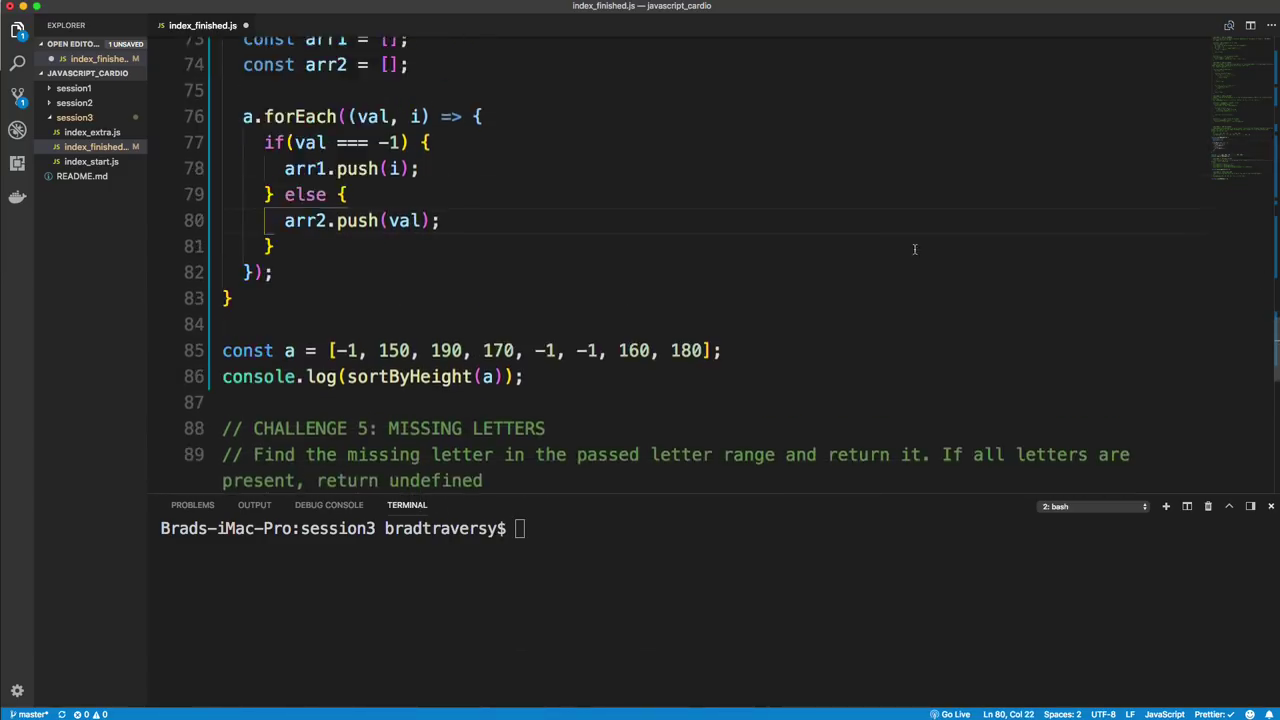 index_finished.js — javascript_cardio
EXPLORER
index_finished.js
OPEN EDITO... 1 UNSAVED
index_finishe... M
JAVASCRIPT_CARDIO
session1
session2
session3
index_extra.js
index_finished... M
index_start.js
README.md
1
1
73 const arr1 = [];
74 const arr2 = [];
75
76 a.forEach((val, i) => {
77 if(val === -1) {
78 arr1.push(i);
79 } else {
80 arr2.push(val);
81 }
82 });
83 }
84
85 const a = [-1, 150, 190, 170, -1, -1, 160, 180];
86 console.log(sortByHeight(a));
87
88 // CHALLENGE 5: MISSING LETTERS
89 // Find the missing letter in the passed letter range and return it. If all letters are
present, return undefined
PROBLEMS OUTPUT DEBUG CONSOLE TERMINAL 2: bash
Brads-iMac-Pro:session3 bradtraversy$
master* 0 0 Go Live Ln 80, Col 22 Spaces: 2 UTF-8 LF JavaScript Prettier: ✓